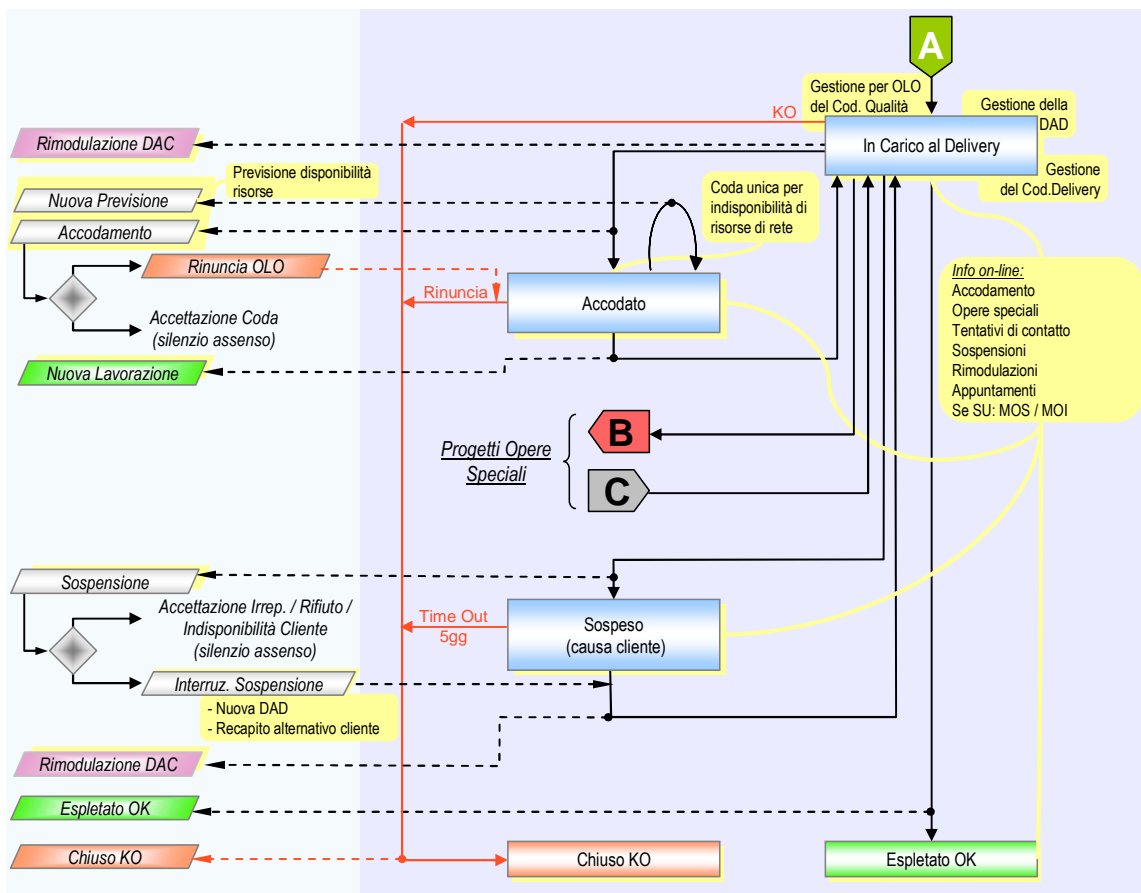 A
Gestione per OLO
del Cod. Qualità
Gestione della
DAD
KO
Rimodulazione DAC
In Carico al Delivery
Previsione disponibilità
risorse
Gestione
del Cod.Delivery
Nuova Previsione
Coda unica per
indisponibilità di
risorse di rete
Accodamento
Rinuncia OLO
Rinuncia
Accodato
Info on-line:
Accodamento
Opere speciali
Tentativi di contatto
Sospensioni
Rimodulazioni
Appuntamenti
Se SU: MOS / MOI
Accettazione Coda
(silenzio assenso)
Nuova Lavorazione
Progetti Opere
Speciali
B
C
Sospensione
Accettazione Irrep. / Rifiuto /
Indisponibilità Cliente
(silenzio assenso)
Time Out
5gg
Sospeso
(causa cliente)
Interruz. Sospensione
- Nuova DAD
- Recapito alternativo cliente
Rimodulazione DAC
Espletato OK
Chiuso KO
Chiuso KO
Espletato OK